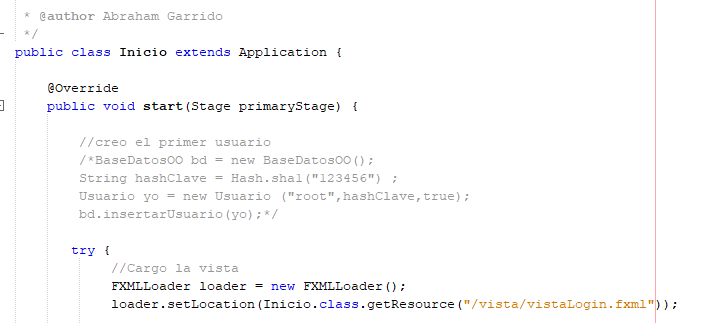 * @author Abraham Garrido
*/
public class Inicio extends Application {
@Override
public void start(Stage primaryStage) {
//creo el primer usuario
/*BaseDatosOO bd = new BaseDatosOO();
String hashClave = Hash.sha1("123456") ;
Usuario yo = new Usuario ("root",hashClave,true);
bd.insertarUsuario(yo);*/
try {
//Cargo la vista
FXMLLoader loader = new FXMLLoader();
loader.setLocation(Inicio.class.getResource("/vista/vistaLogin.fxml"));